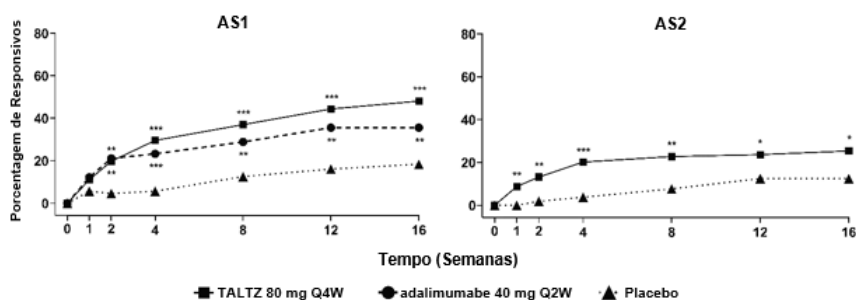 AS1
AS2
Porcentagem de Responsivos
80
60
40
20
0
** ** *** *** *** ** *** ** *** **
0 1 2 4 8 12 16
80
60
40
20
0
** ** *** ** * *
0 1 2 4 8 12 16
Tempo (Semanas)
TALTZ 80 mg Q4W adalimumabe 40 mg Q2W Placebo